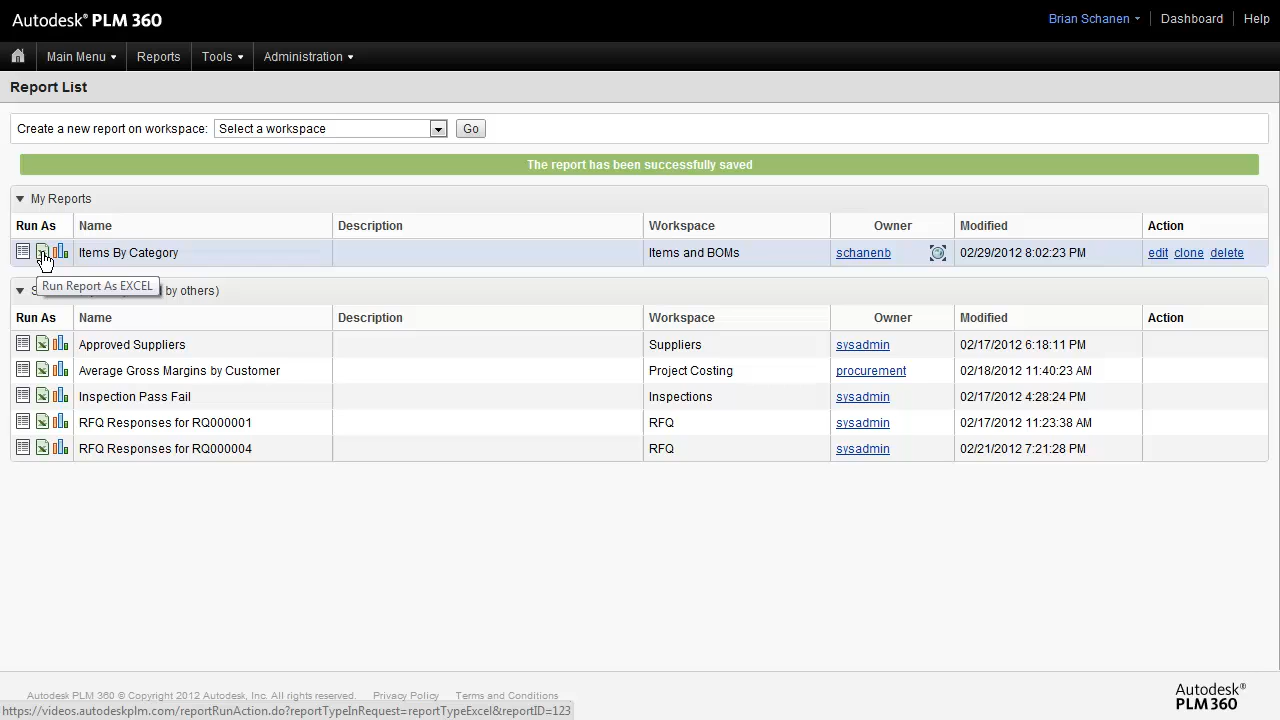 Autodesk® PLM 360
Brian Schanen
Dashboard
Help
Main Menu
Reports
Tools
Administration
Report List
Create a new report on workspace: Select a workspace Go
The report has been successfully saved
My Reports
Run As Name Description Workspace Owner Modified Action
Items By Category Items and BOMs schanenb 02/29/2012 8:02:23 PM edit clone delete
Run Report As EXCEL
by others)
Run As Name Description Workspace Owner Modified Action
Approved Suppliers Suppliers sysadmin 02/17/2012 6:18:11 PM
Average Gross Margins by Customer Project Costing procurement 02/18/2012 11:40:23 AM
Inspection Pass Fail Inspections sysadmin 02/17/2012 4:28:24 PM
RFQ Responses for RQ000001 RFQ sysadmin 02/17/2012 11:23:38 AM
RFQ Responses for RQ000004 RFQ sysadmin 02/21/2012 7:21:28 PM
Autodesk PLM 360 © Copyright 2012 Autodesk, Inc. All rights reserved. Privacy Policy Terms and Conditions
Autodesk®
PLM 360
https://videos.autodeskplm.com/reportRunAction.do?reportTypeInRequest=reportTypeExcel&reportID=123